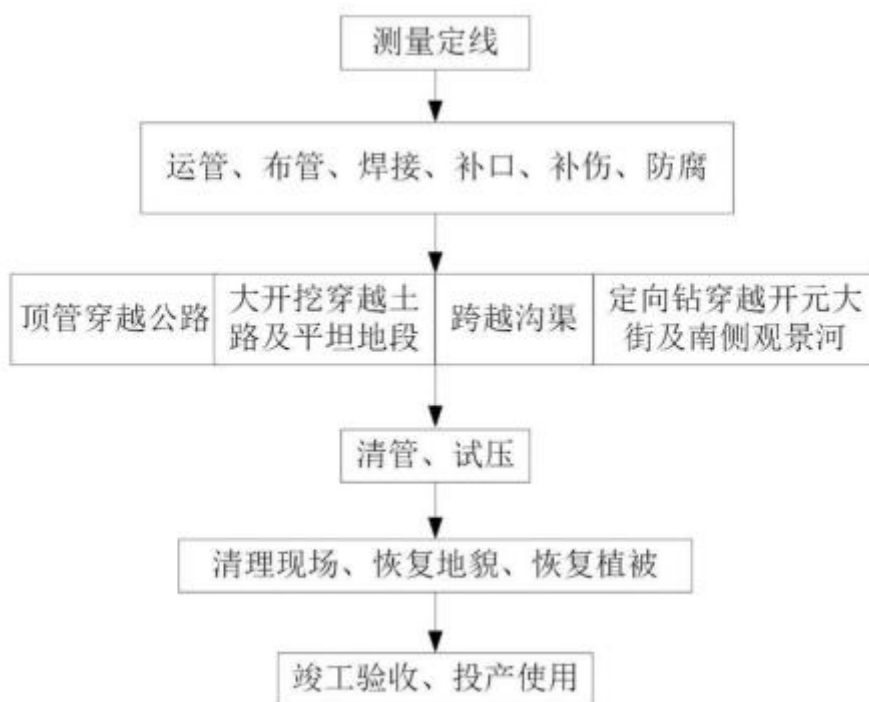 测量定线
运管、布管、焊接、补口、补伤、防腐
顶管穿越公路
大开挖穿越土
路及平坦地段
跨越沟渠
定向钻穿越开元大
街及南侧观景河
清管、试压
清理现场、恢复地貌、恢复植被
竣工验收、投产使用